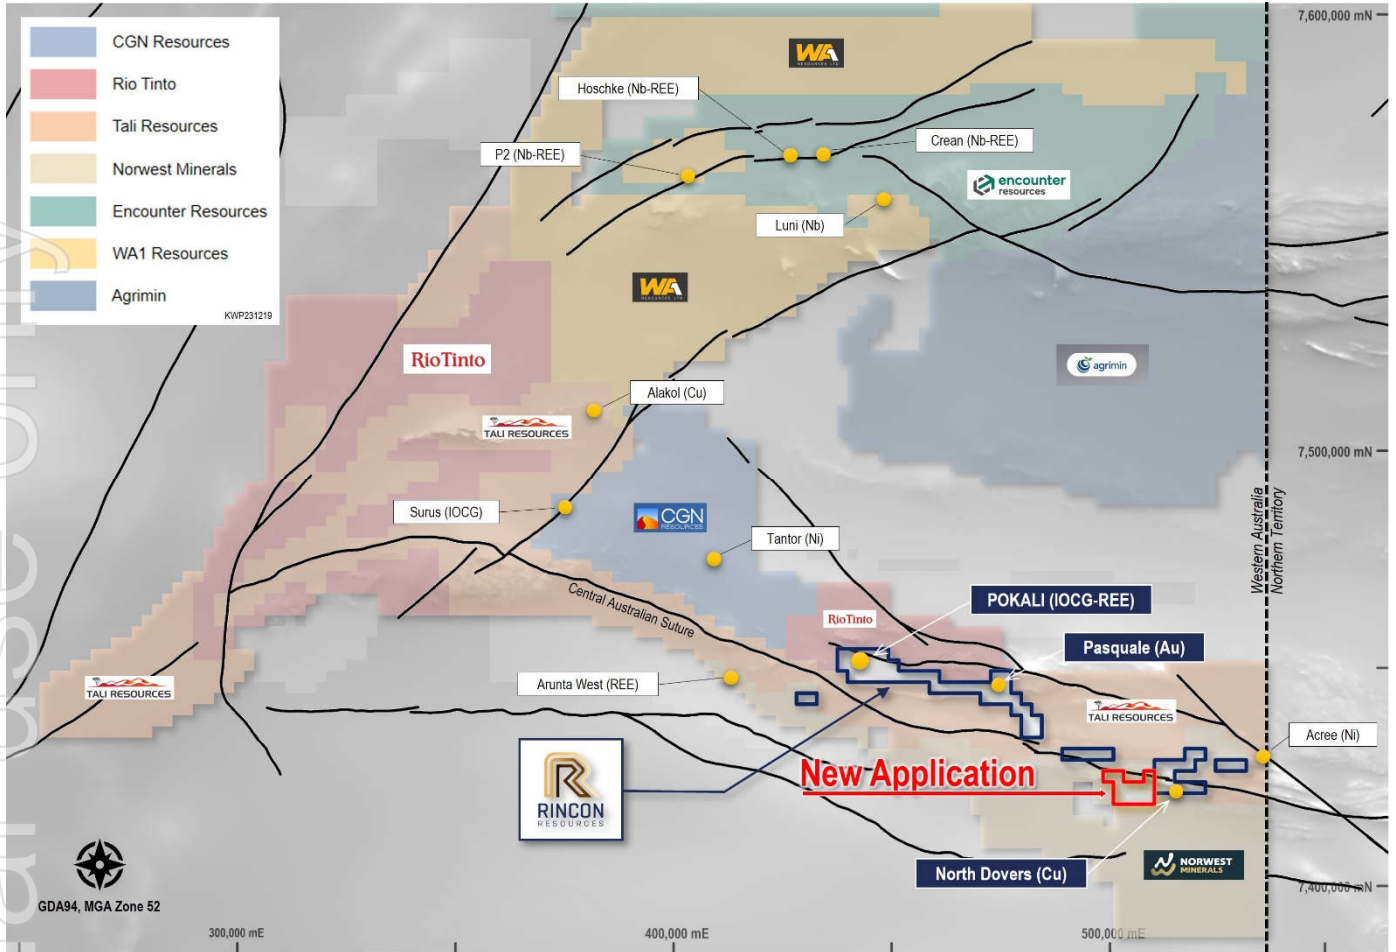 CGN Resources
Rio Tinto
Tali Resources
Norwest Minerals
Encounter Resources
WA1 Resources
Agrimin
KWP231219
7,600,000 mN
WA
RESOURCES LTD
Hoschke (Nb-REE)
Crean (Nb-REE)
P2 (Nb-REE)
encounter
resources
Luni (Nb)
WA
RESOURCES LTD
RioTinto
agrimin
Alakol (Cu)
TALI RESOURCES
7,500,000 mN
Surus (IOCG)
CGN
RESOURCES
Tantor (Ni)
Western Australia
Northern Territory
Central Australian Suture
POKALI (IOCG-REE)
RioTinto
Pasquale (Au)
Arunta West (REE)
TALI RESOURCES
TALI RESOURCES
Acree (Ni)
RINCON
RESOURCES
New Application
NORWEST
MINERALS
North Dovers (Cu)
7,400,000 mN
GDA94, MGA Zone 52
300,000 mE
400,000 mE
500,000 mE